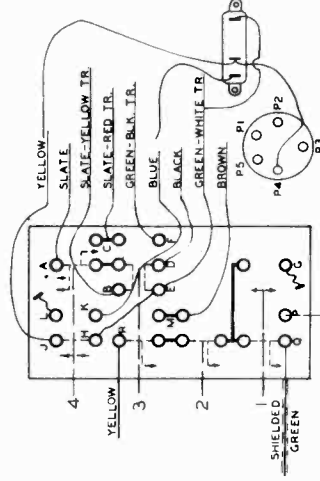 YELLOW
SLATE
SLATE-YELLOW TR.
SLATE-RED TR.
GREEN-BLK TR.
BLUE
BLACK
GREEN-WHITE TR
BROWN
P1
P2
P3
P4
P5
A
C
L
B
K
J
H
R
D
E
F
M
G
P
Q
4
3
2
1
YELLOW
SHIELDED
GREEN